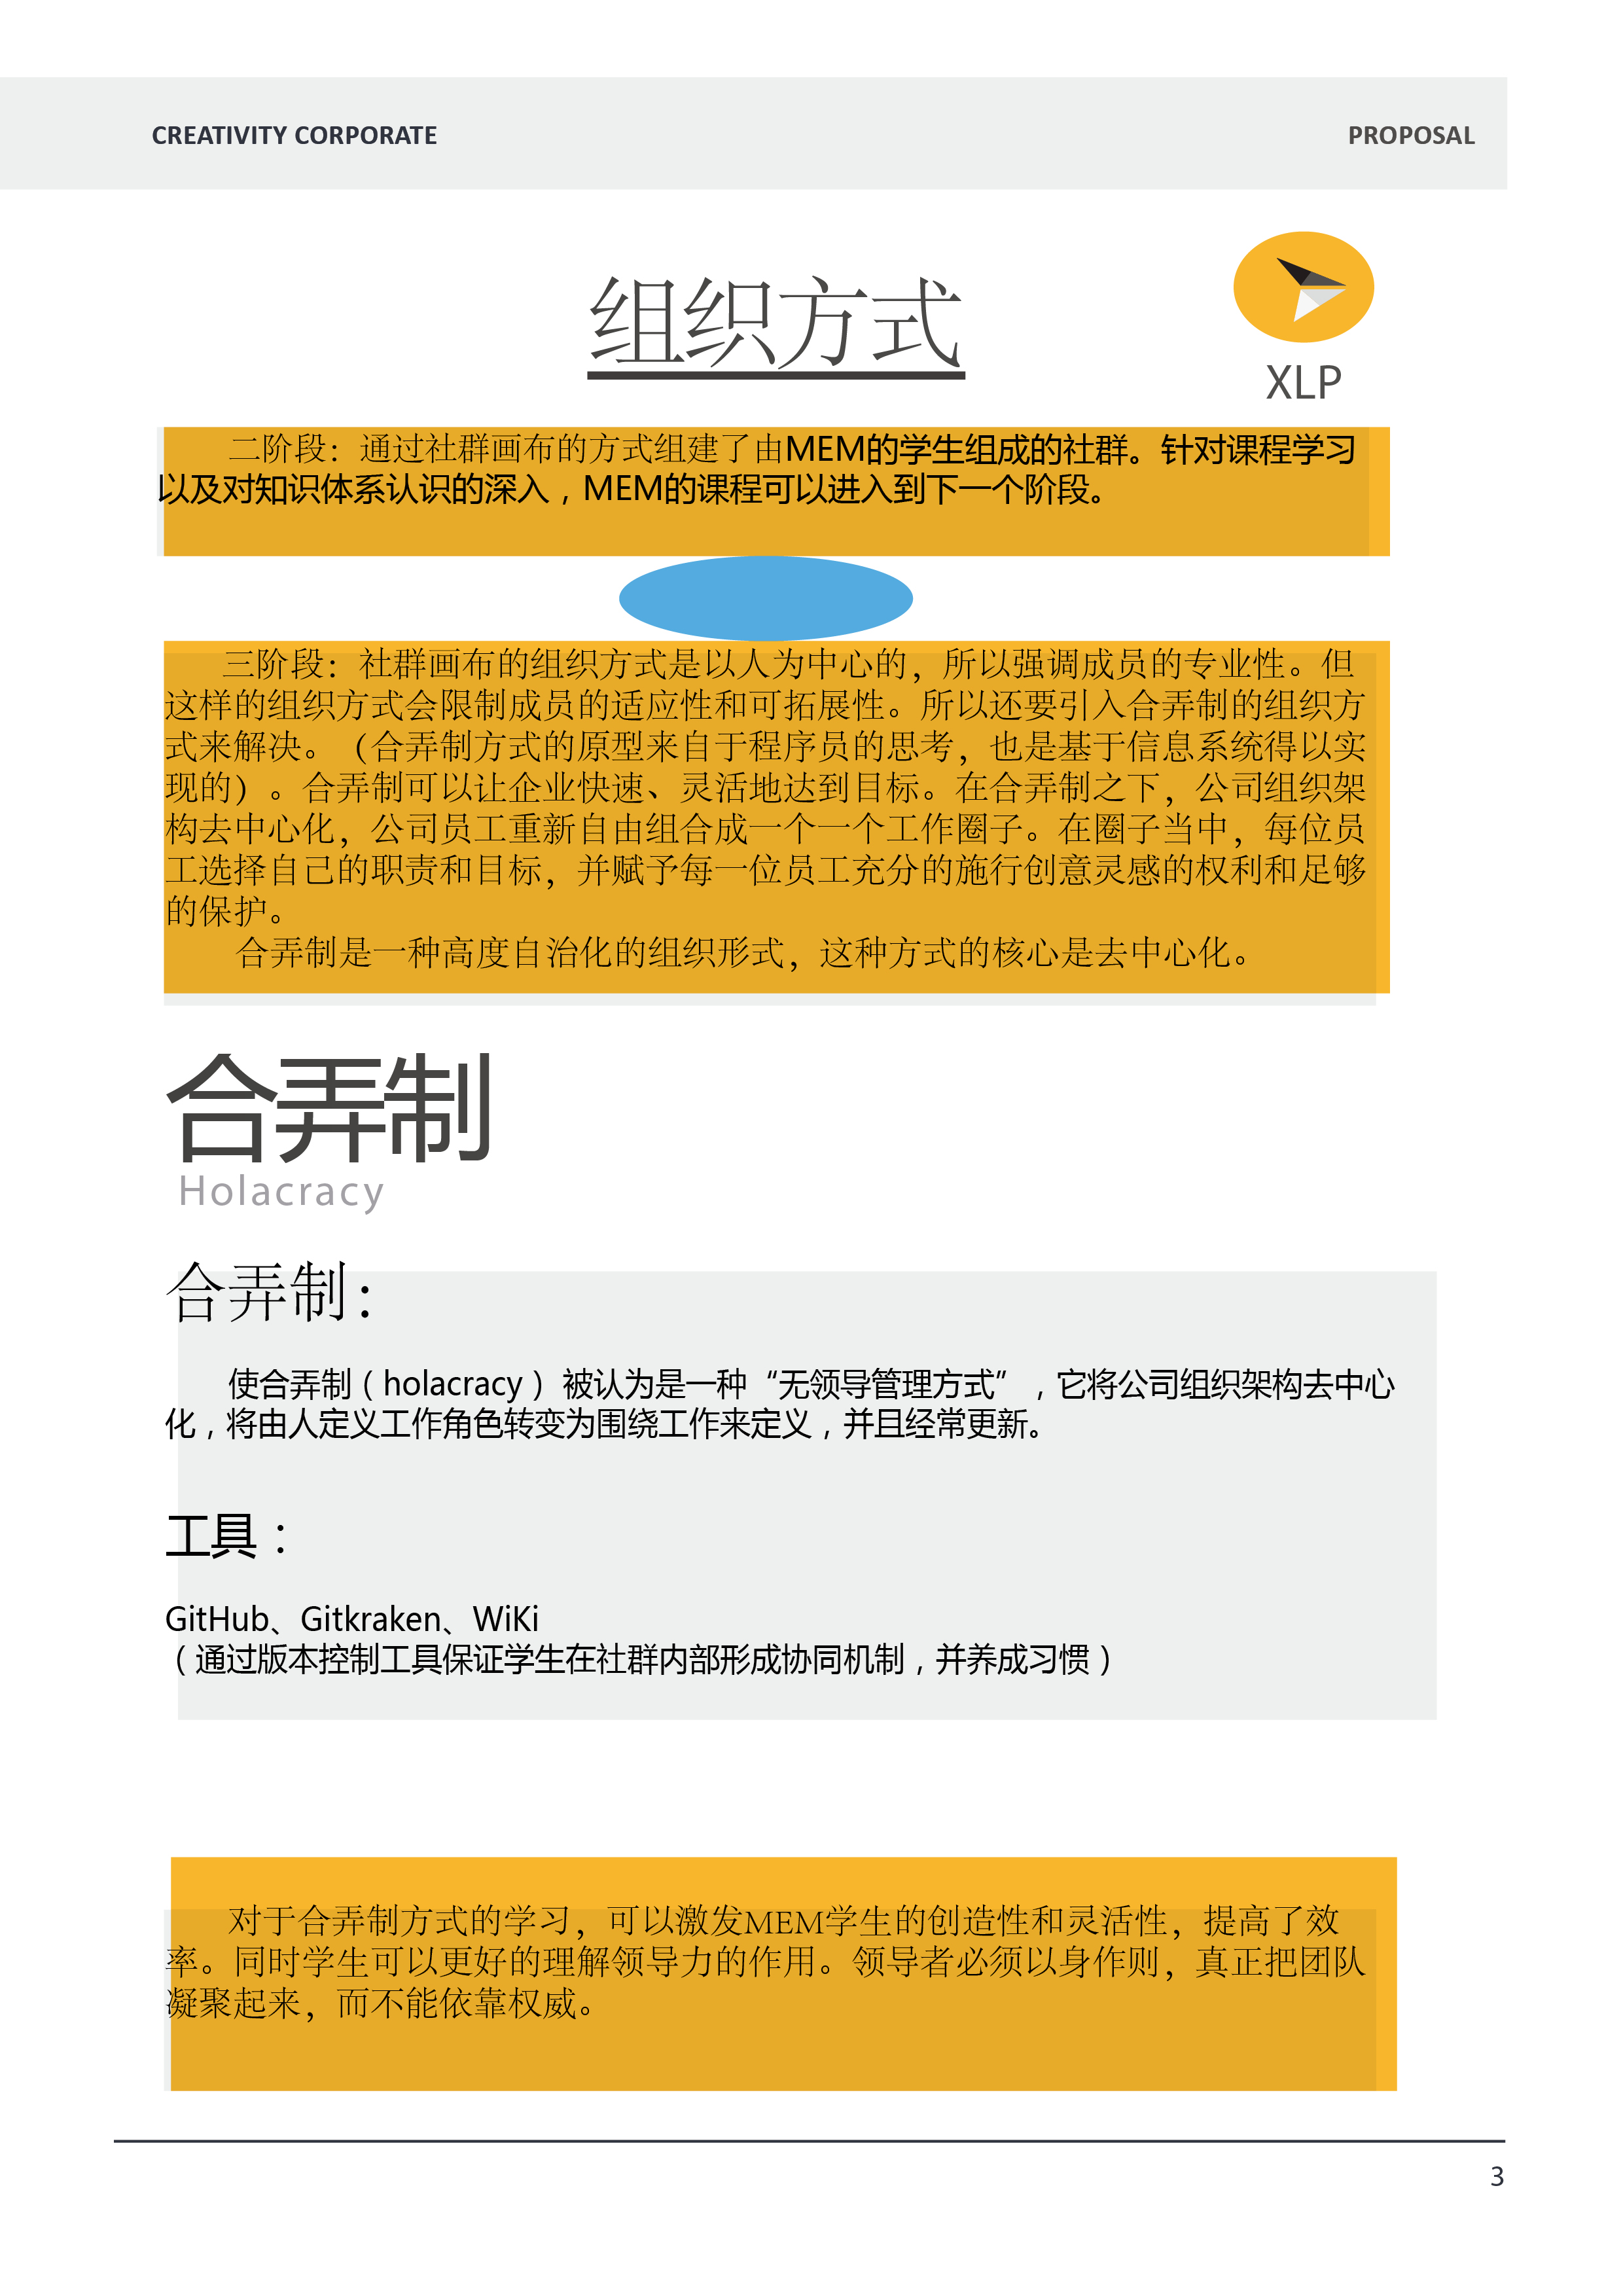 CREATIVITY CORPORATE
PROPOSAL
组织方式
XLP
二阶段：通过社群画布的方式组建了由MEM的学生组成的社群。针对课程学习
以及对知识体系认识的深入，MEM的课程可以进入到下一个阶段。
三阶段：社群画布的组织方式是以人为中心的，所以强调成员的专业性。但
这样的组织方式会限制成员的适应性和可拓展性。所以还要引入合弄制的组织方
式来解决。（合弄制方式的原型来自于程序员的思考，也是基于信息系统得以实
现的）。合弄制可以让企业快速、灵活地达到目标。在合弄制之下，公司组织架
构去中心化，公司员工重新自由组合成一个一个工作圈子。在圈子当中，每位员
工选择自己的职责和目标，并赋予每一位员工充分的施行创意灵感的权利和足够
的保护。
合弄制是一种高度自治化的组织形式，这种方式的核心是去中心化。
合弄制
Holacracy
合弄制：
使合弄制（holacracy）被认为是一种“无领导管理方式”，它将公司组织架构去中心
化，将由人定义工作角色转变为围绕工作来定义，并且经常更新。
工具：
GitHub、Gitkraken、WiKi
（通过版本控制工具保证学生在社群内部形成协同机制，并养成习惯）
对于合弄制方式的学习，可以激发MEM学生的创造性和灵活性，提高了效
率。同时学生可以更好的理解领导力的作用。领导者必须以身作则，真正把团队
凝聚起来，而不能依靠权威。
3